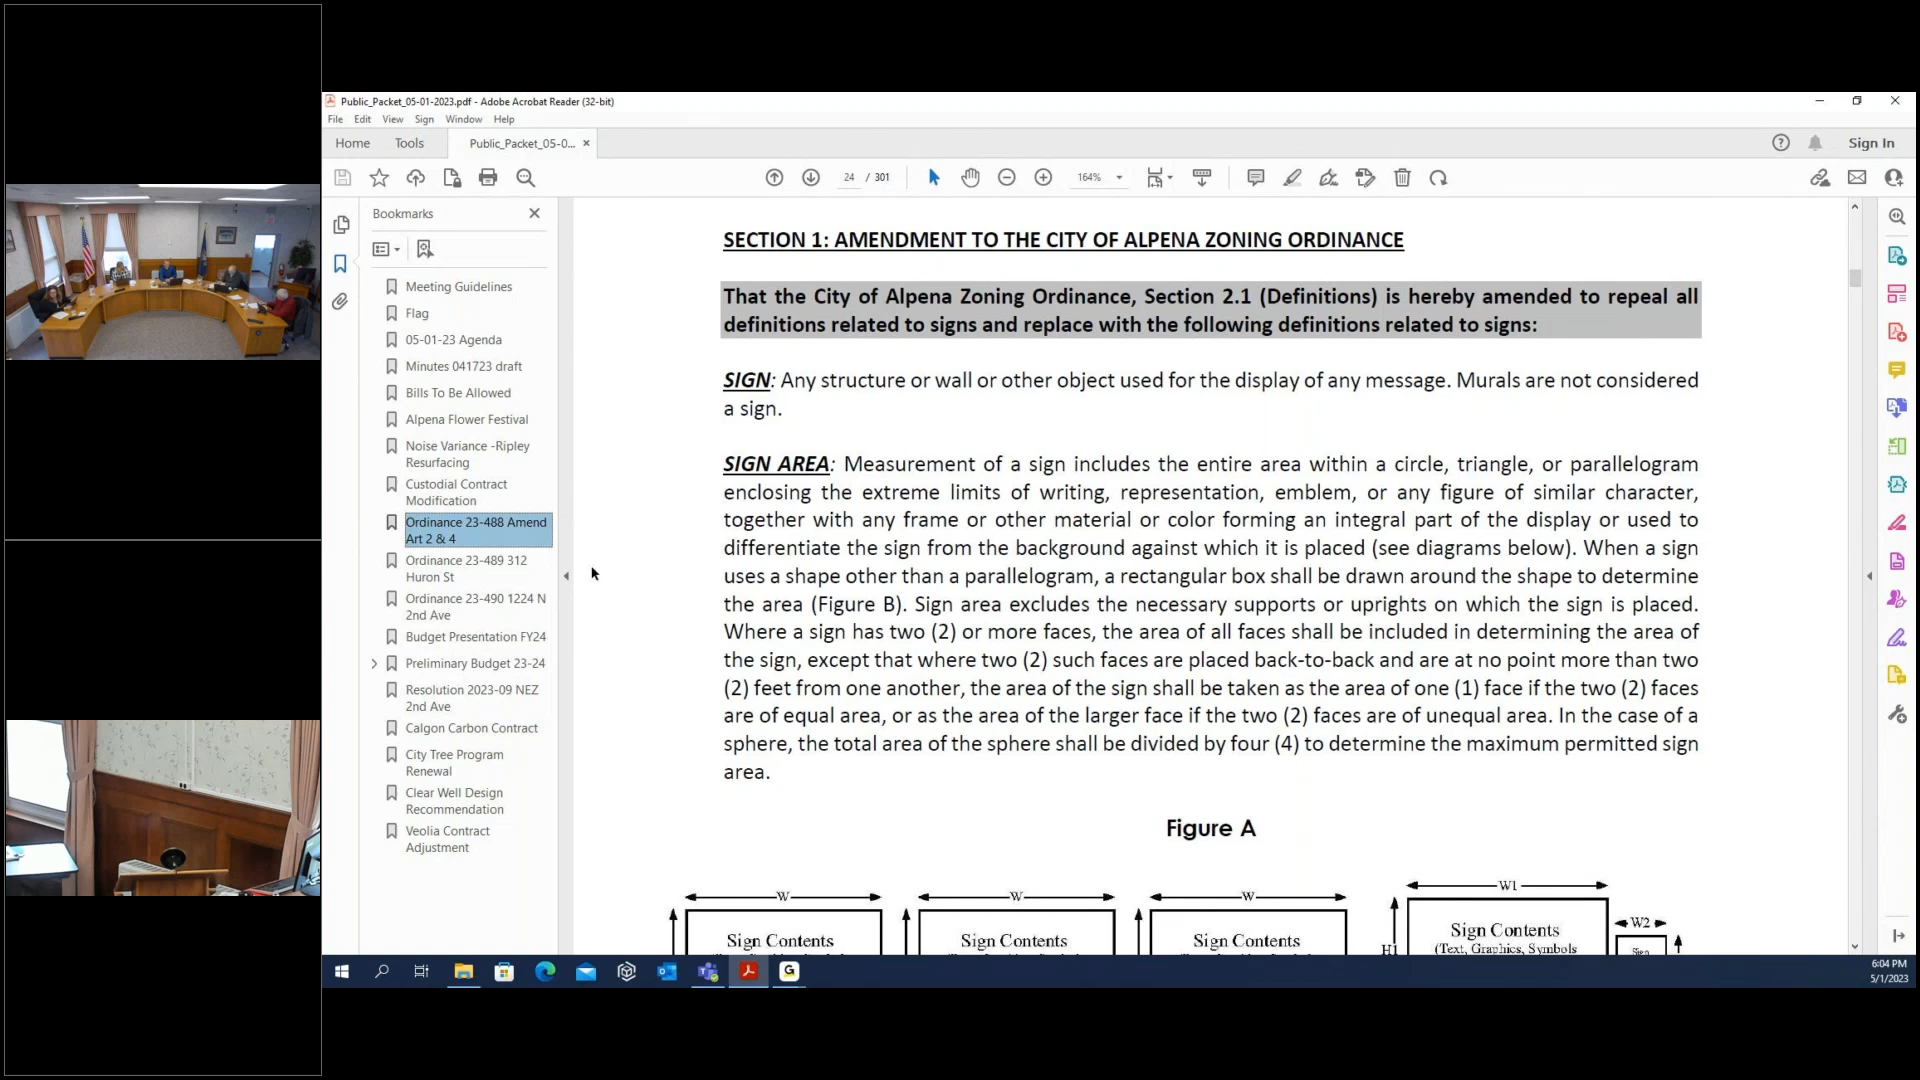 Public_Packet_05-01-2023.pdf - Adobe Acrobat Reader (32-bit)
File Edit View Sign Window Help
Home Tools Public_Packet_05-0... Sign In
24 / 301 164%
Bookmarks
Meeting Guidelines
Flag
05-01-23 Agenda
Minutes 041723 draft
Bills To Be Allowed
Alpena Flower Festival
Noise Variance -Ripley
Resurfacing
Custodial Contract
Modification
Ordinance 23-488 Amend
Art 2 & 4
Ordinance 23-489 312
Huron St
Ordinance 23-490 1224 N
2nd Ave
Budget Presentation FY24
Preliminary Budget 23-24
Resolution 2023-09 NEZ
2nd Ave
Calgon Carbon Contract
City Tree Program
Renewal
Clear Well Design
Recommendation
Veolia Contract
Adjustment
SECTION 1: AMENDMENT TO THE CITY OF ALPENA ZONING ORDINANCE
That the City of Alpena Zoning Ordinance, Section 2.1 (Definitions) is hereby amended to repeal all
definitions related to signs and replace with the following definitions related to signs:
SIGN: Any structure or wall or other object used for the display of any message. Murals are not considered
a sign.
SIGN AREA: Measurement of a sign includes the entire area within a circle, triangle, or parallelogram
enclosing the extreme limits of writing, representation, emblem, or any figure of similar character,
together with any frame or other material or color forming an integral part of the display or used to
differentiate the sign from the background against which it is placed (see diagrams below). When a sign
uses a shape other than a parallelogram, a rectangular box shall be drawn around the shape to determine
the area (Figure B). Sign area excludes the necessary supports or uprights on which the sign is placed.
Where a sign has two (2) or more faces, the area of all faces shall be included in determining the area of
the sign, except that where two (2) such faces are placed back-to-back and are at no point more than two
(2) feet from one another, the area of the sign shall be taken as the area of one (1) face if the two (2) faces
are of equal area, or as the area of the larger face if the two (2) faces are of unequal area. In the case of a
sphere, the total area of the sphere shall be divided by four (4) to determine the maximum permitted sign
area.
Figure A
W W W W1
W2
Sign Contents Sign Contents Sign Contents Sign Contents
(Text, Graphics, Symbols
H1 Sign
6:04 PM
5/1/2023